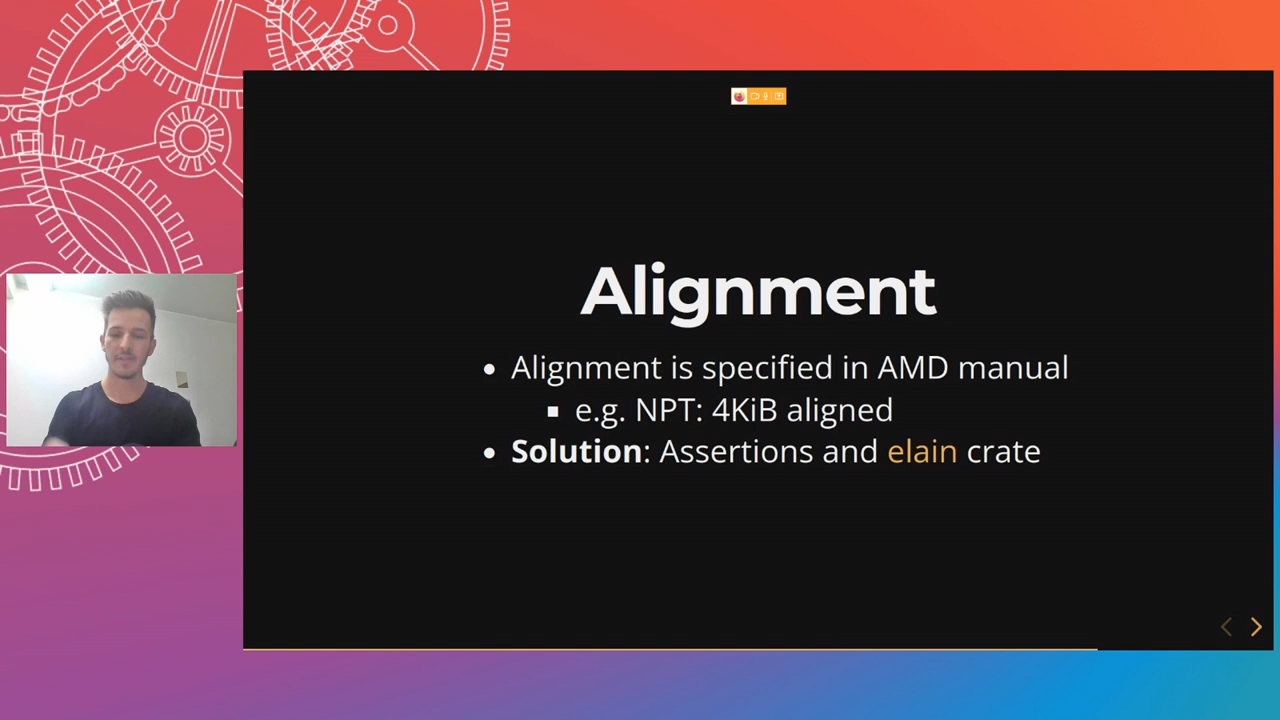 Alignment
Alignment is specified in AMD manual
e.g. NPT: 4KiB aligned
Solution: Assertions and elain crate